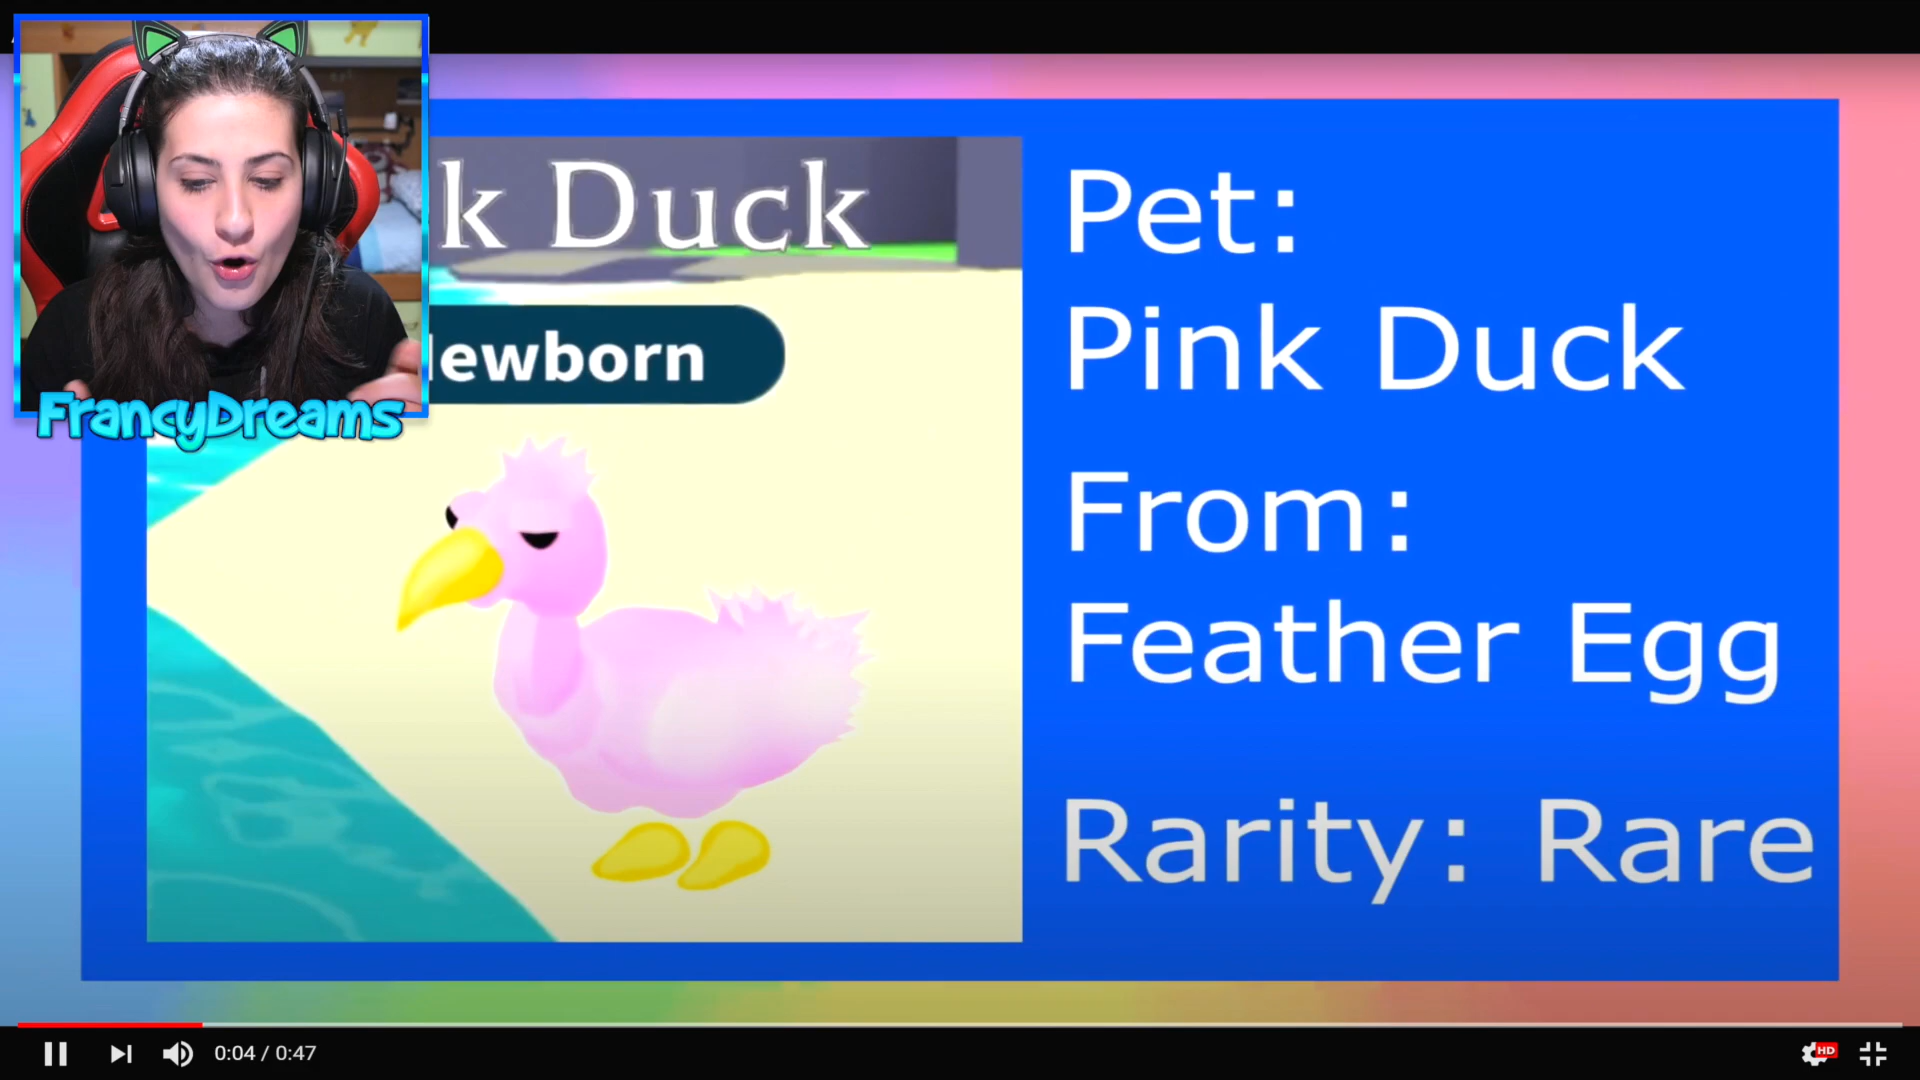 FrancyDreams
k Duck
ewborn
Pet:
Pink Duck
From:
Feather Egg
Rarity: Rare
0:04 / 0:47
HD